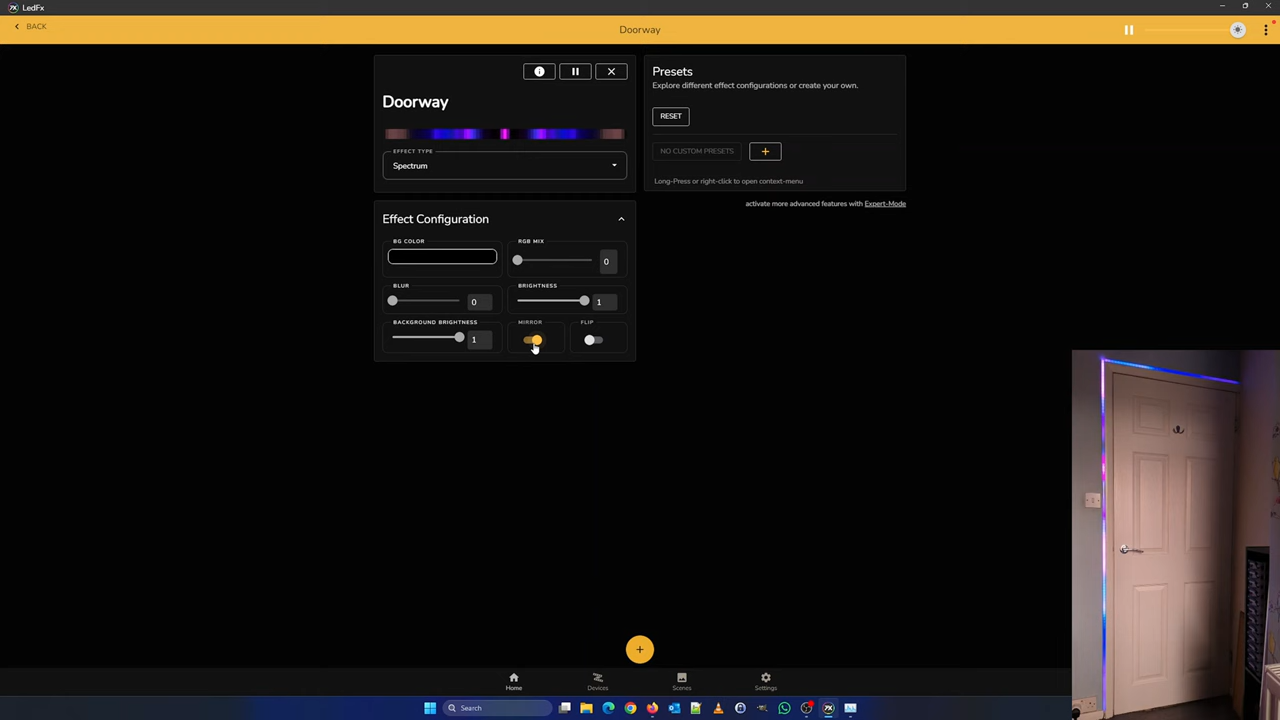 LedFx
BACK
Doorway
Doorway
EFFECT TYPE
Spectrum
Effect Configuration
BG COLOR
RGB MIX
0
BLUR
0
BRIGHTNESS
1
BACKGROUND BRIGHTNESS
1
MIRROR
FLIP
Presets
Explore different effect configurations or create your own.
RESET
NO CUSTOM PRESETS
Long-Press or right-click to open context-menu
activate more advanced features with Expert-Mode
Home
Devices
Scenes
Settings
Search